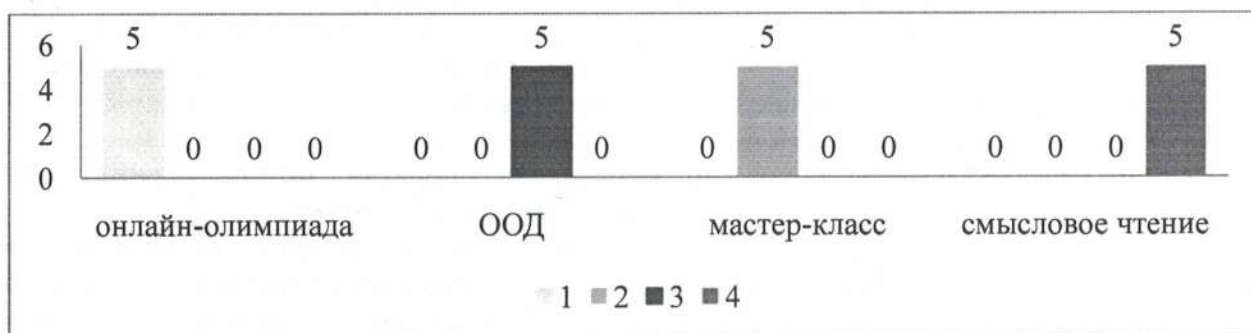 5 5 5 5
6
4
2
0 0 0 0 0 0 0 0 0 0 0 0
0
онлайн-олимпиада ООД мастер-класс смысловое чтение
1 2 3 4